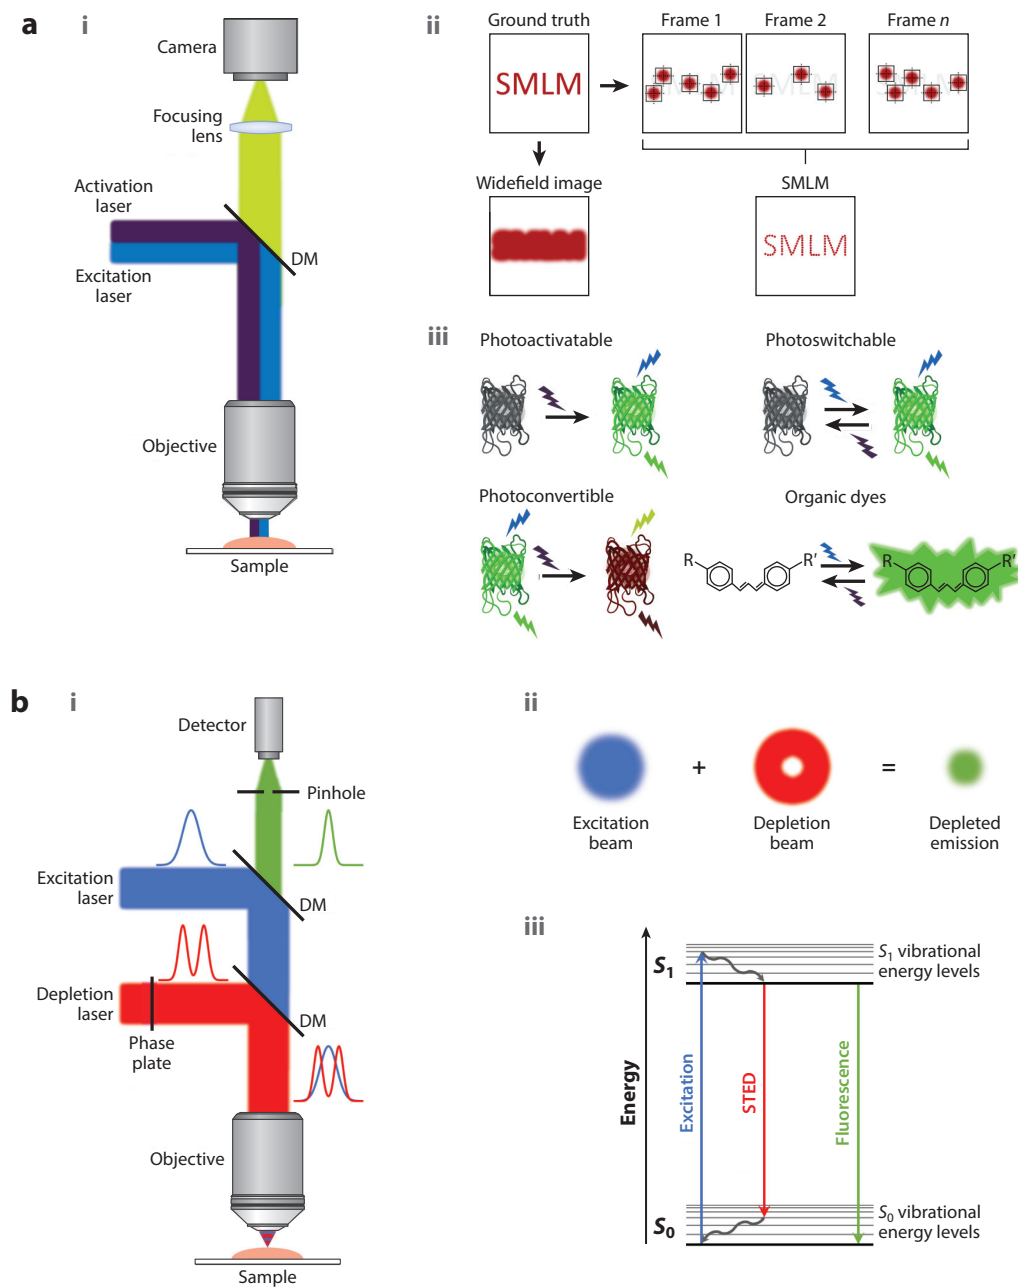 a
i
Camera
Focusing
lens
Activation
laser
Excitation
laser
DM
Objective
Sample
ii
Ground truth
SMLM
Frame 1
Frame 2
Frame n
Widefield image
SMLM
SMLM
iii
Photoactivatable
Photoswitchable
Photoconvertible
Organic dyes
R
R'
R
R'
b
i
Detector
Pinhole
Excitation
laser
DM
Depletion
laser
Phase
plate
DM
Objective
Sample
ii
+
=
Excitation
beam
Depletion
beam
Depleted
emission
iii
Energy
S1
S1 vibrational
energy levels
Excitation
STED
Fluorescence
S0
S0 vibrational
energy levels